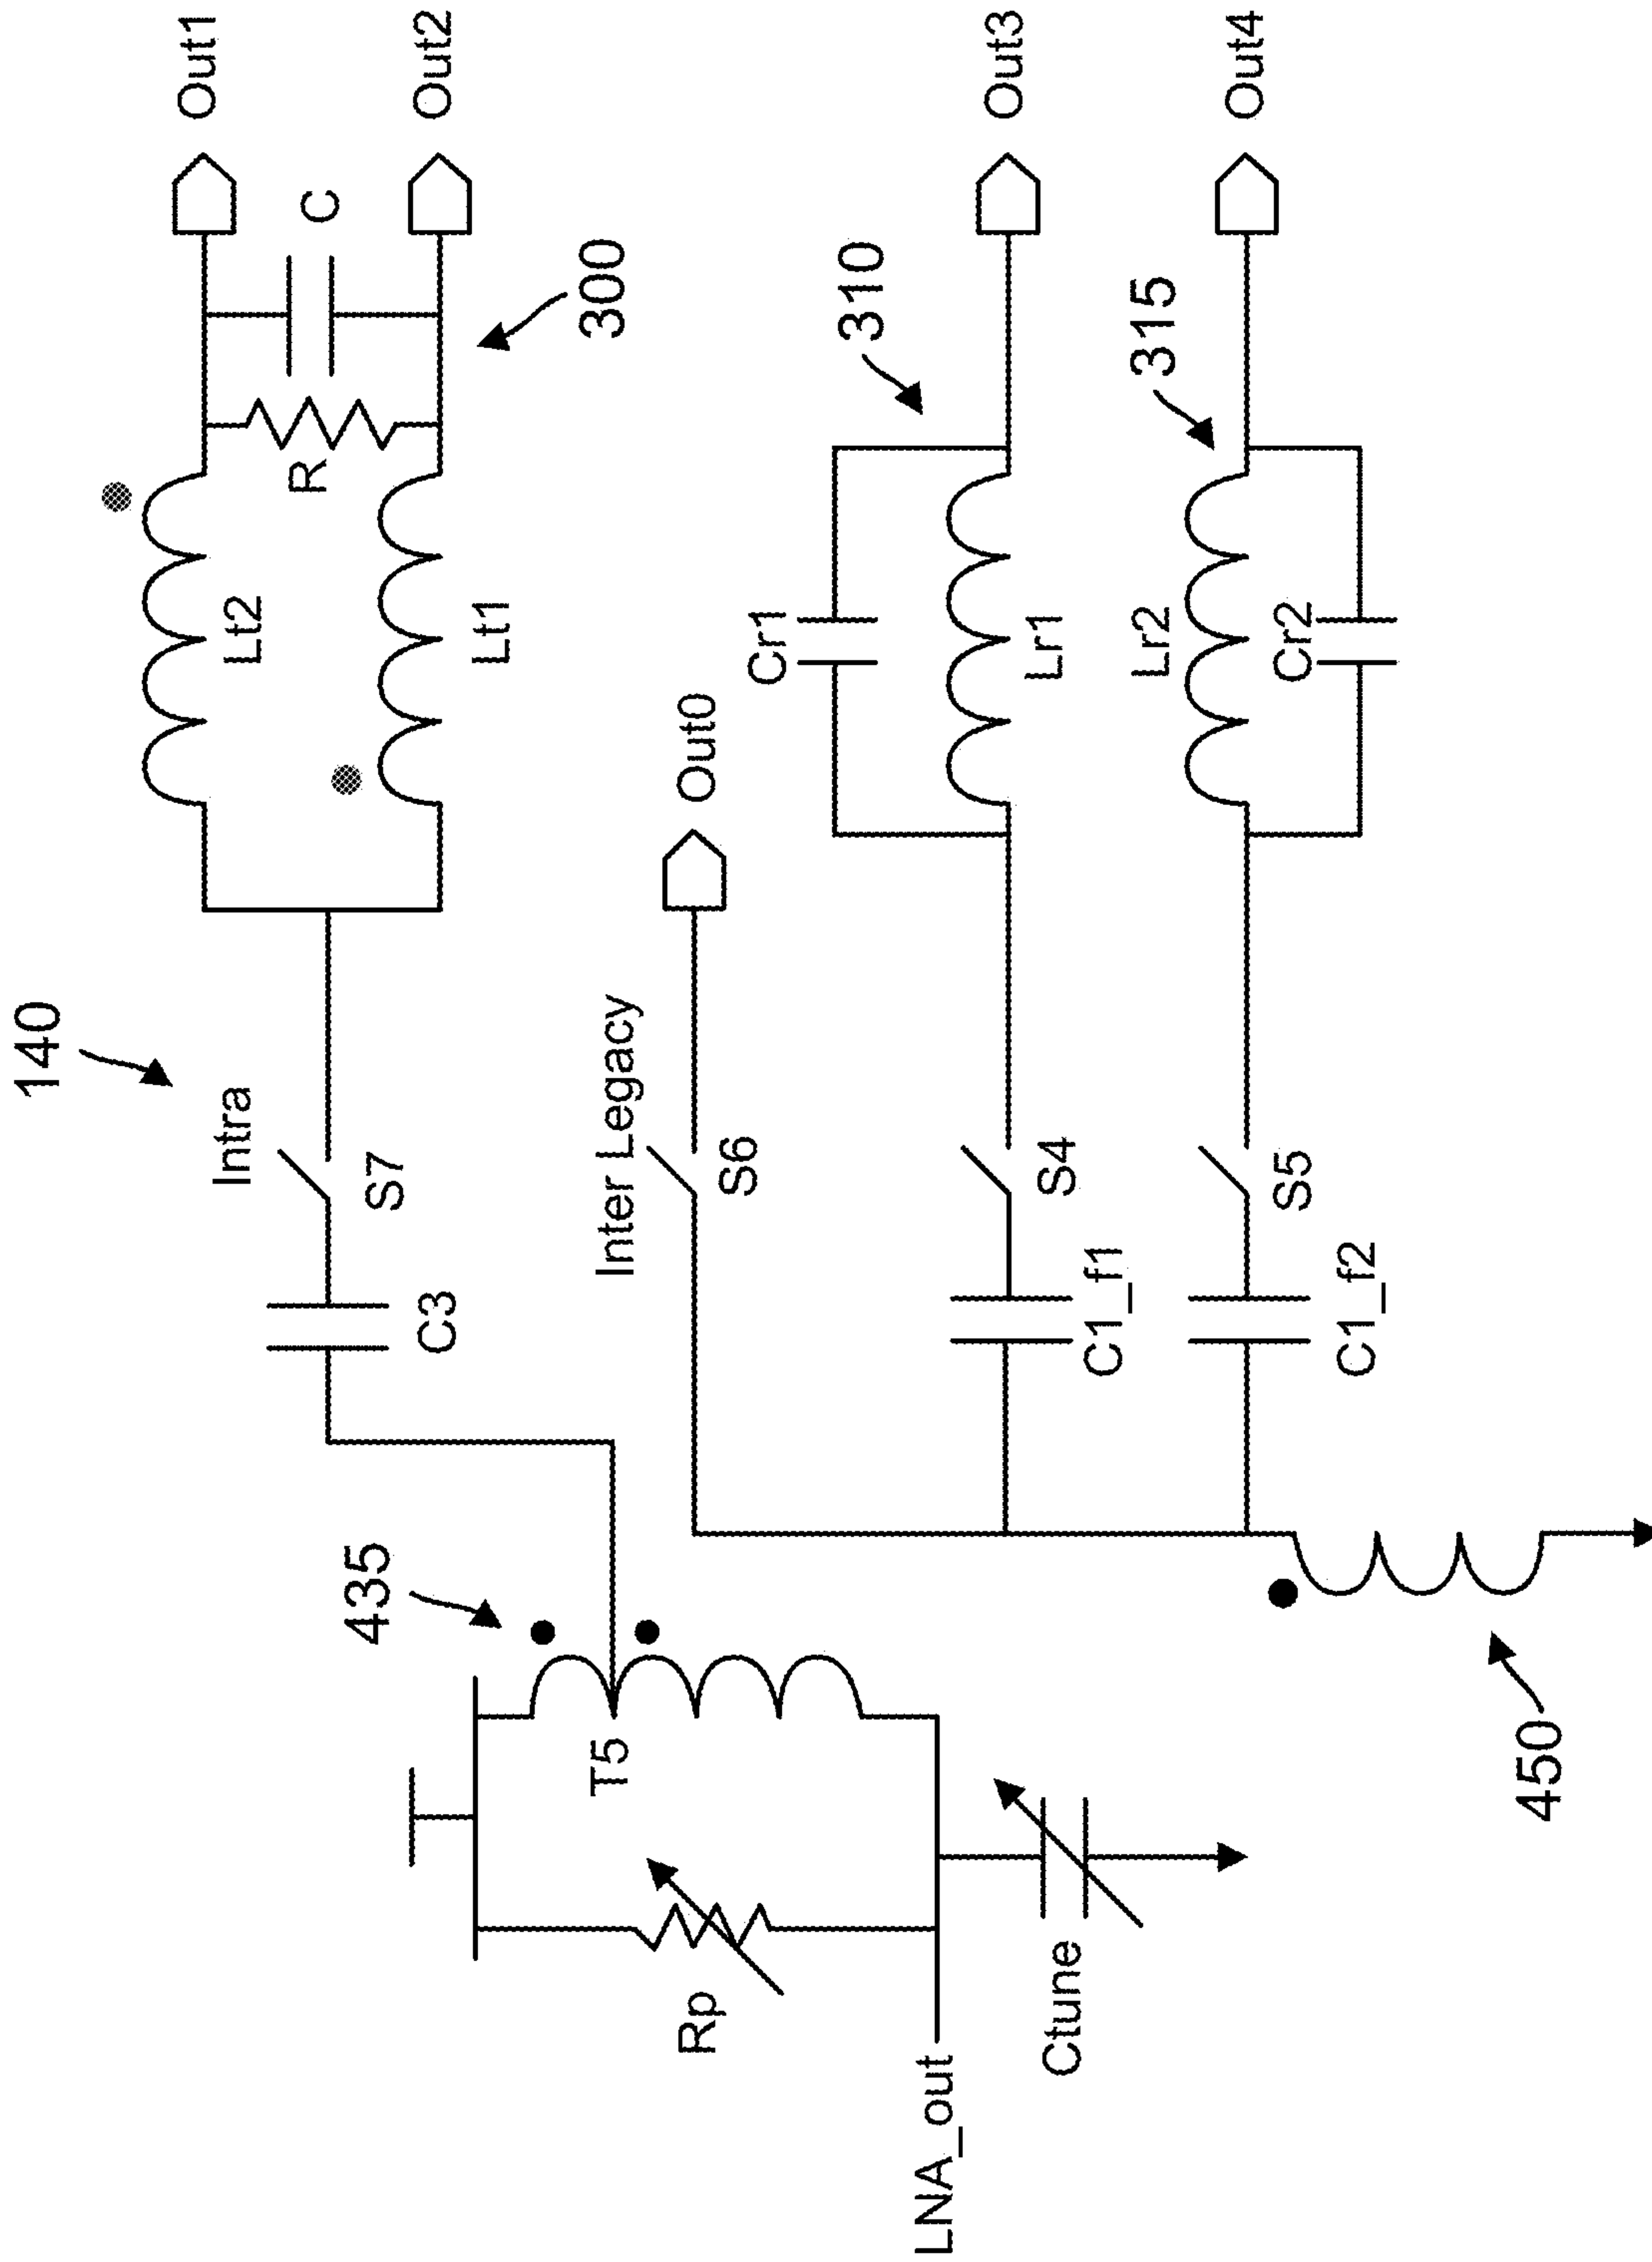 140
Out1
Lt2
Intra
C
R
S7
C3
Out2
Lt1
300
435
Inter Legacy
Out0
T5
S6
Rp
310
Cr1
LNA_out
Out3
Lr1
S4
C1_f1
Ctune
315
Lr2
Out4
Cr2
S5
C1_f2
450